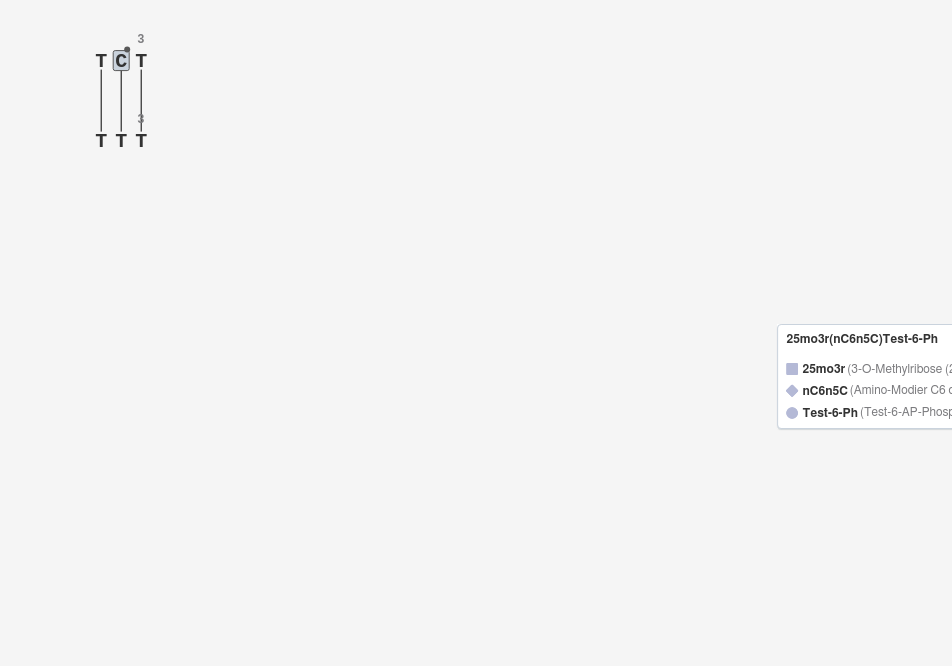 3
T C T
3
T T T
25mo3r(nC6n5C)Test-6-Ph
25mo3r (3-O-Methylribose (2
nC6n5C (Amino-Modier C6 
Test-6-Ph (Test-6-AP-Phosp